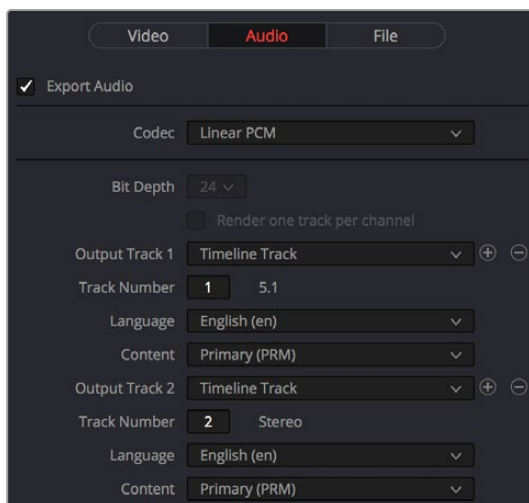 Video Audio File
Export Audio
Codec Linear PCM
Bit Depth 24
Render one track per channel
Output Track 1 Timeline Track
Track Number 1 5.1
Language English (en)
Content Primary (PRM)
Output Track 2 Timeline Track
Track Number 2 Stereo
Language English (en)
Content Primary (PRM)